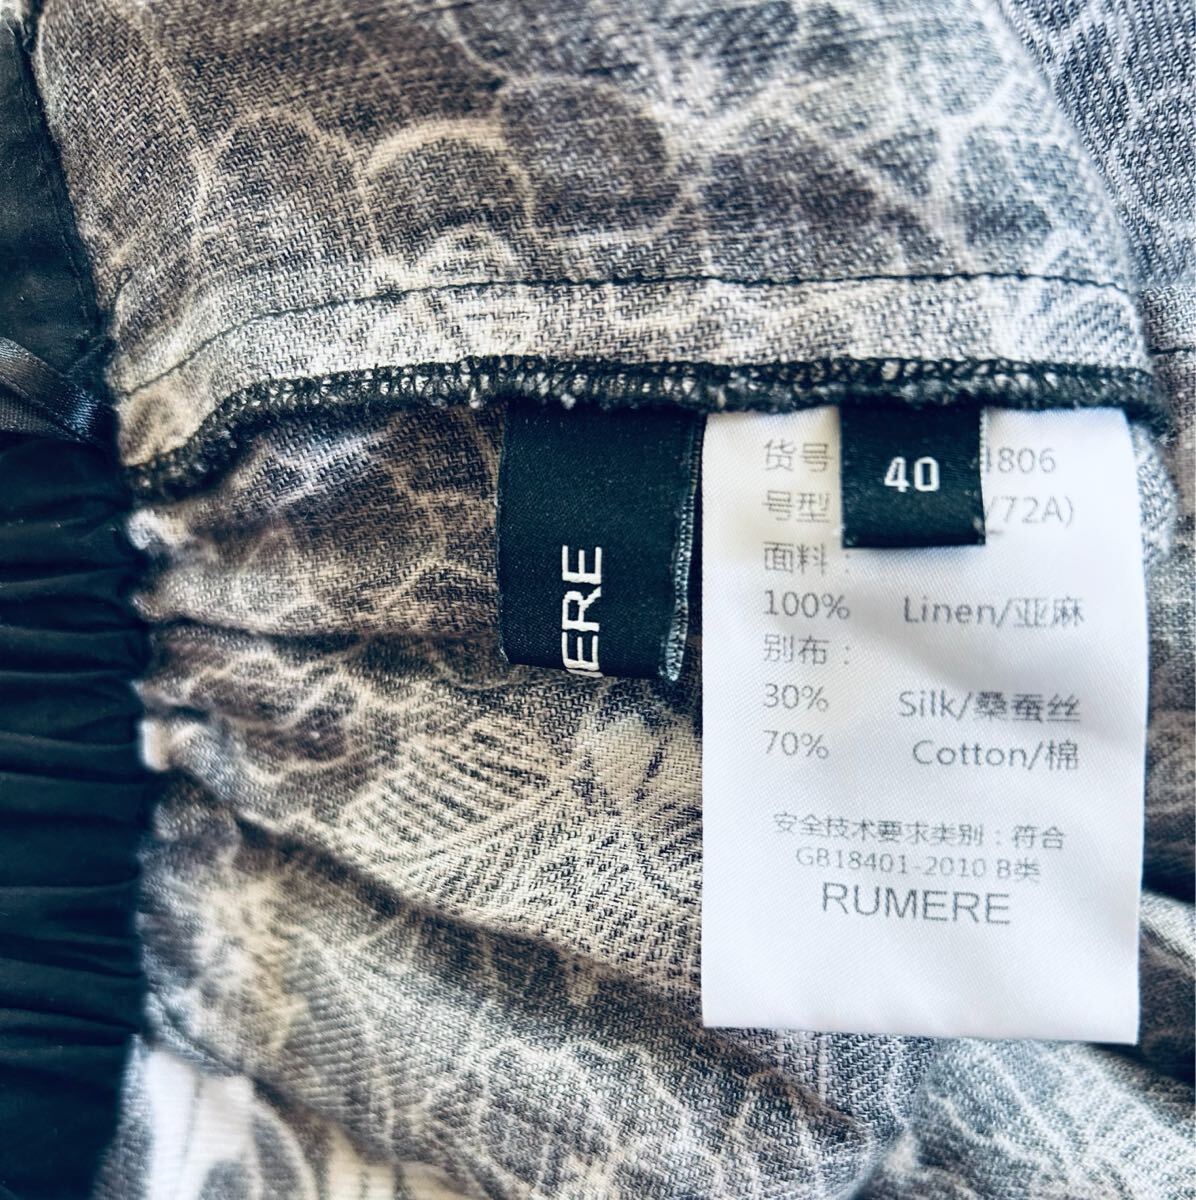 ERE
40
货号 806
号型 /72A)
面料:
100% Linen/亚麻
别布:
30% Silk/桑蚕丝
70% Cotton/棉
安全技术要求类别:符合
GB18401-2010 B类
RUMERE